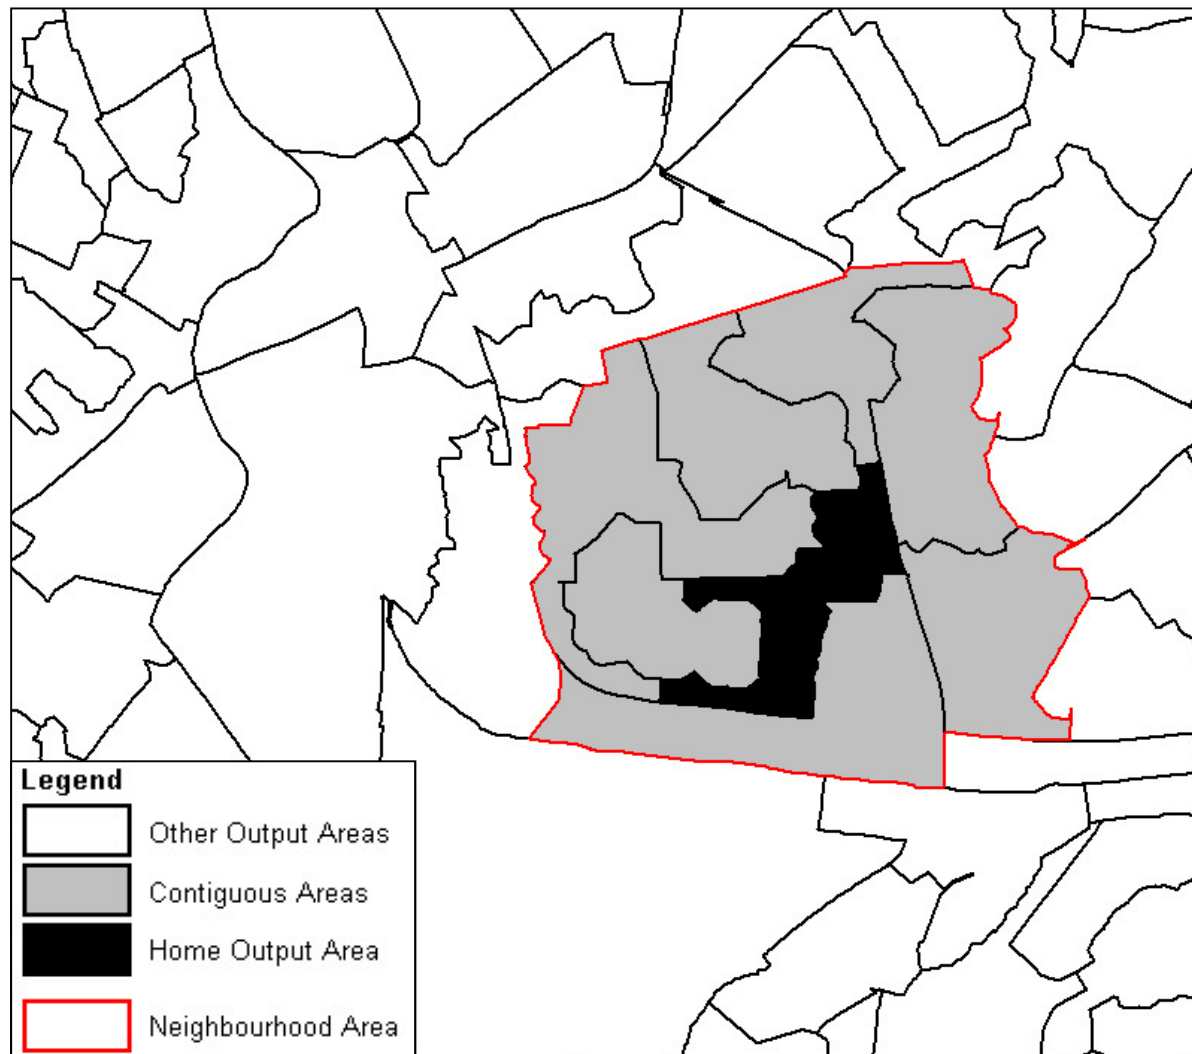 Legend
Other Output Areas
Contiguous Areas
Home Output Area
Neighbourhood Area